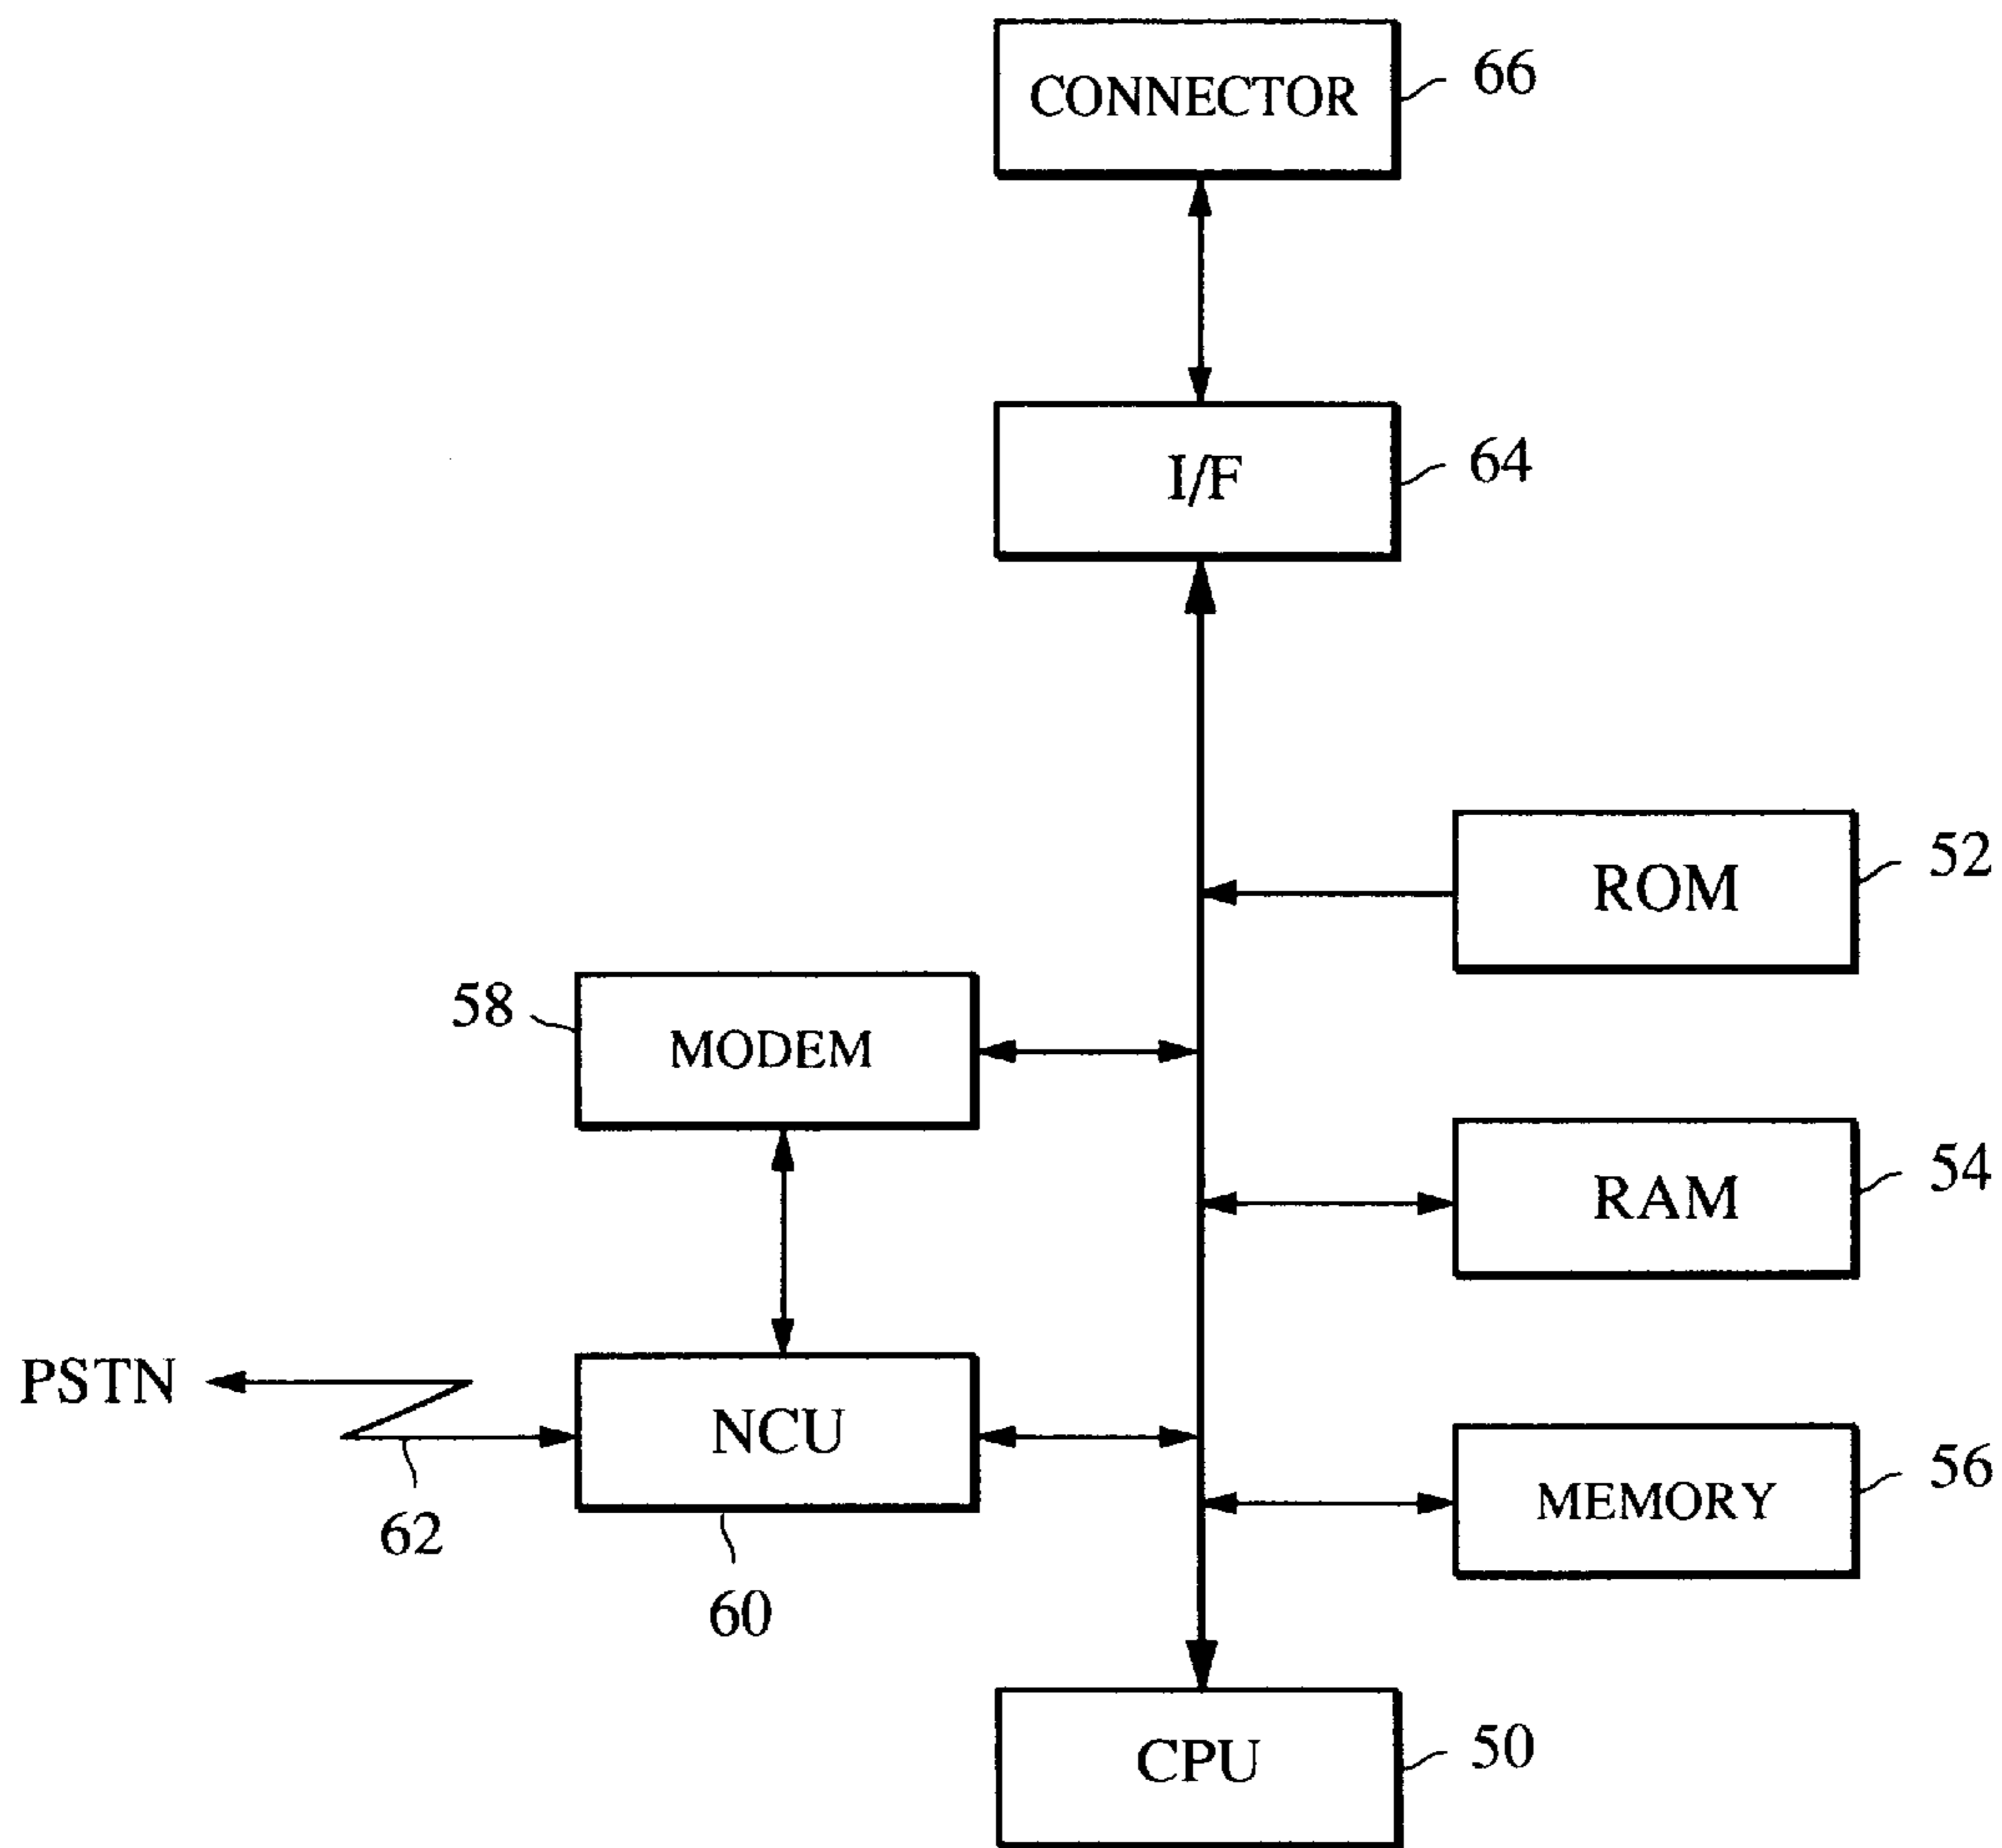 CONNECTOR
66
I/F
64
ROM
52
58
MODEM
RAM
54
PSTN
NCU
62
60
MEMORY
56
CPU
50